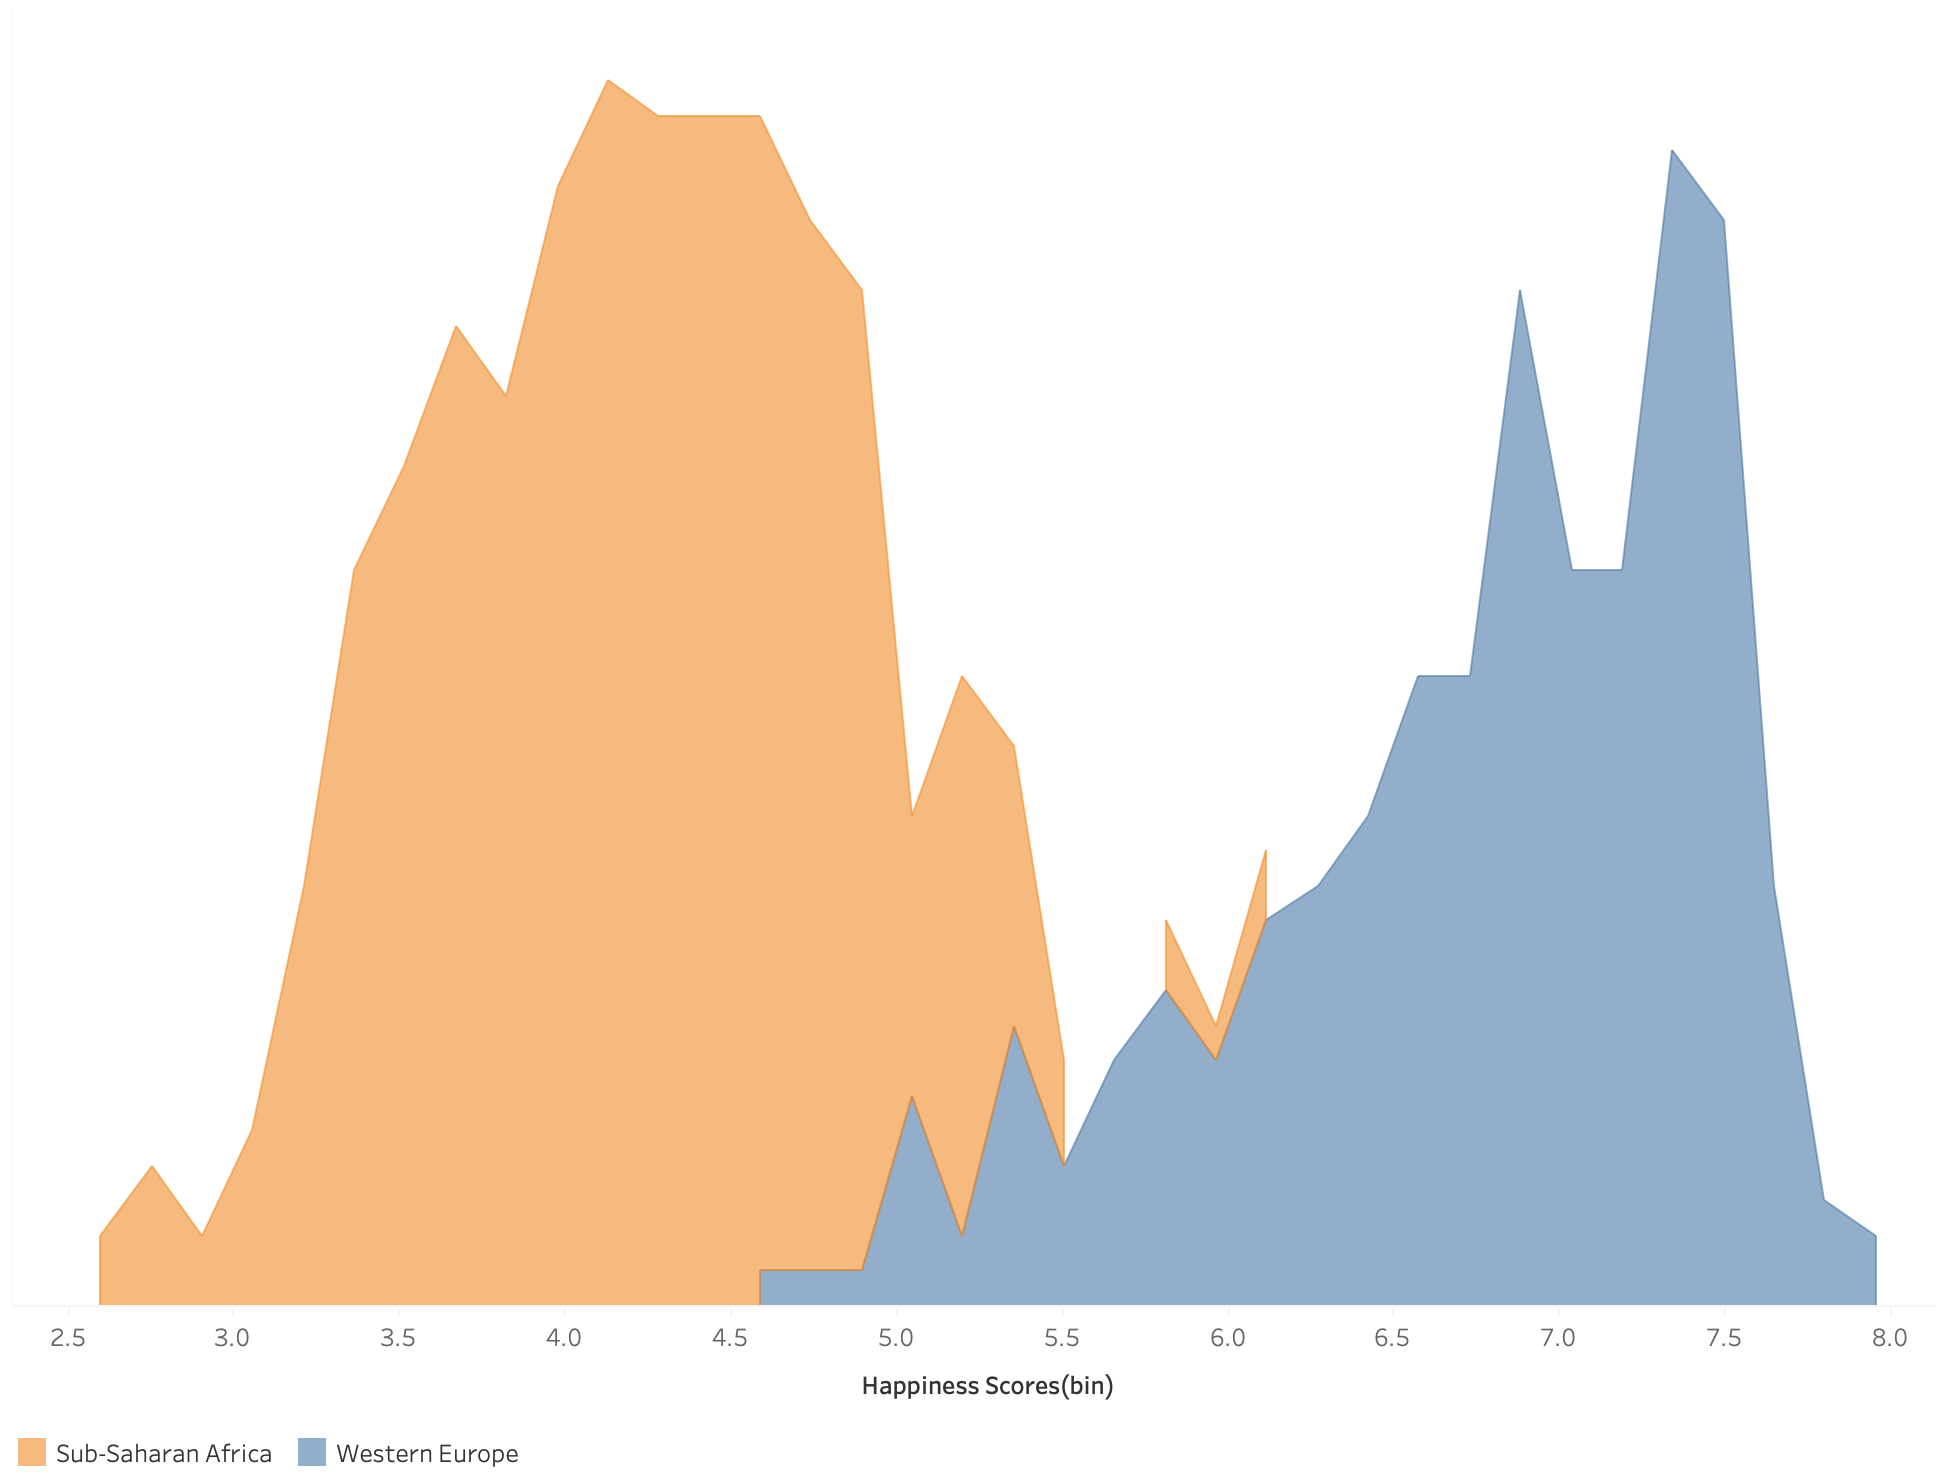 2.5 3.0 3.5 4.0 4.5 5.0 5.5 6.0 6.5 7.0 7.5 8.0
Happiness Scores(bin)
Sub-Saharan Africa Western Europe